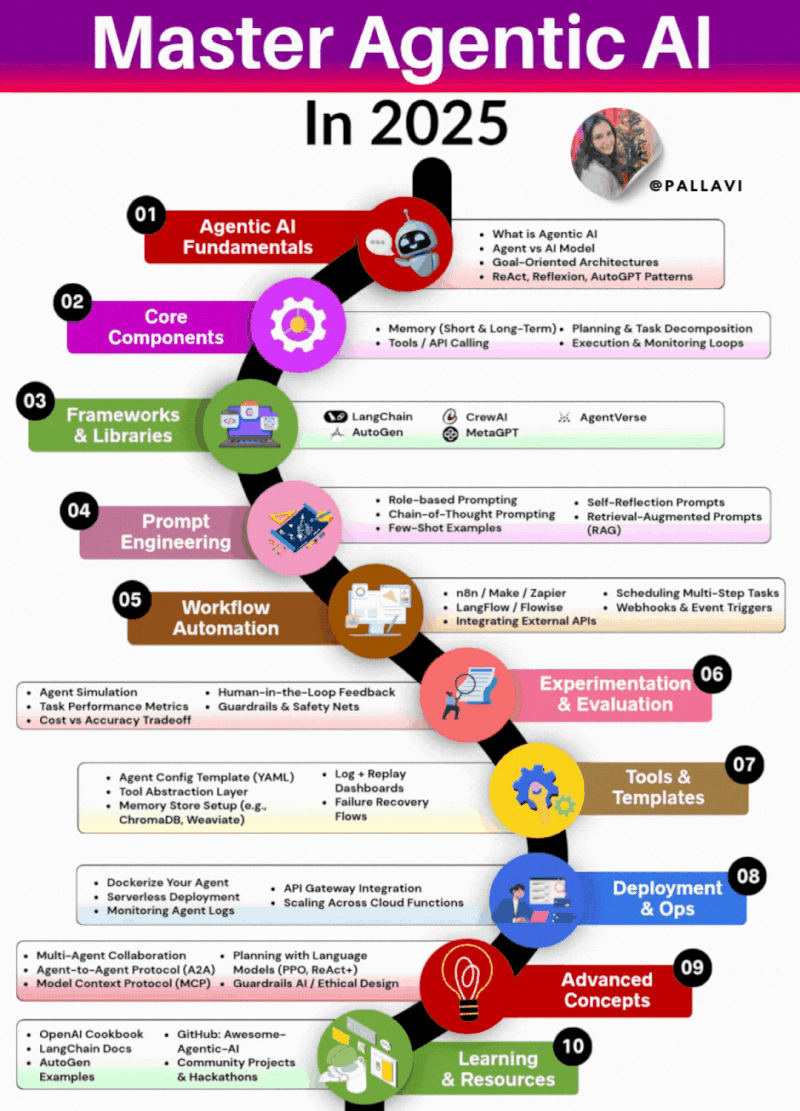 Master Agentic AI
In 2025
@PALLAVI
01
Agentic AI
Fundamentals
• What is Agentic AI
• Agent vs AI Model
• Goal-Oriented Architectures
• ReAct, Reflexion, AutoGPT Patterns
02
Core
Components
• Memory (Short & Long-Term)
• Tools / API Calling
• Planning & Task Decomposition
• Execution & Monitoring Loops
03
Frameworks
& Libraries
LangChain
AutoGen
CrewAI
MetaGPT
AgentVerse
04
Prompt
Engineering
• Role-based Prompting
• Chain-of-Thought Prompting
• Few-Shot Examples
• Self-Reflection Prompts
• Retrieval-Augmented Prompts
(RAG)
05
Workflow
Automation
• n8n / Make / Zapier
• LangFlow / Flowise
• Integrating External APIs
• Scheduling Multi-Step Tasks
• Webhooks & Event Triggers
06
Experimentation
& Evaluation
• Agent Simulation
• Task Performance Metrics
• Cost vs Accuracy Tradeoff
• Human-in-the-Loop Feedback
• Guardrails & Safety Nets
07
Tools &
Templates
• Agent Config Template (YAML)
• Tool Abstraction Layer
• Memory Store Setup (e.g.,
ChromaDB, Weaviate)
• Log + Replay
Dashboards
• Failure Recovery
Flows
08
Deployment
& Ops
• Dockerize Your Agent
• Serverless Deployment
• Monitoring Agent Logs
• API Gateway Integration
• Scaling Across Cloud Functions
09
Advanced
Concepts
• Multi-Agent Collaboration
• Agent-to-Agent Protocol (A2A)
• Model Context Protocol (MCP)
• Planning with Language
Models (PPO, ReAct+)
• Guardrails AI / Ethical Design
10
Learning
& Resources
• OpenAI Cookbook
• LangChain Docs
• AutoGen
Examples
• GitHub: Awesome-
Agentic-AI
• Community Projects
& Hackathons